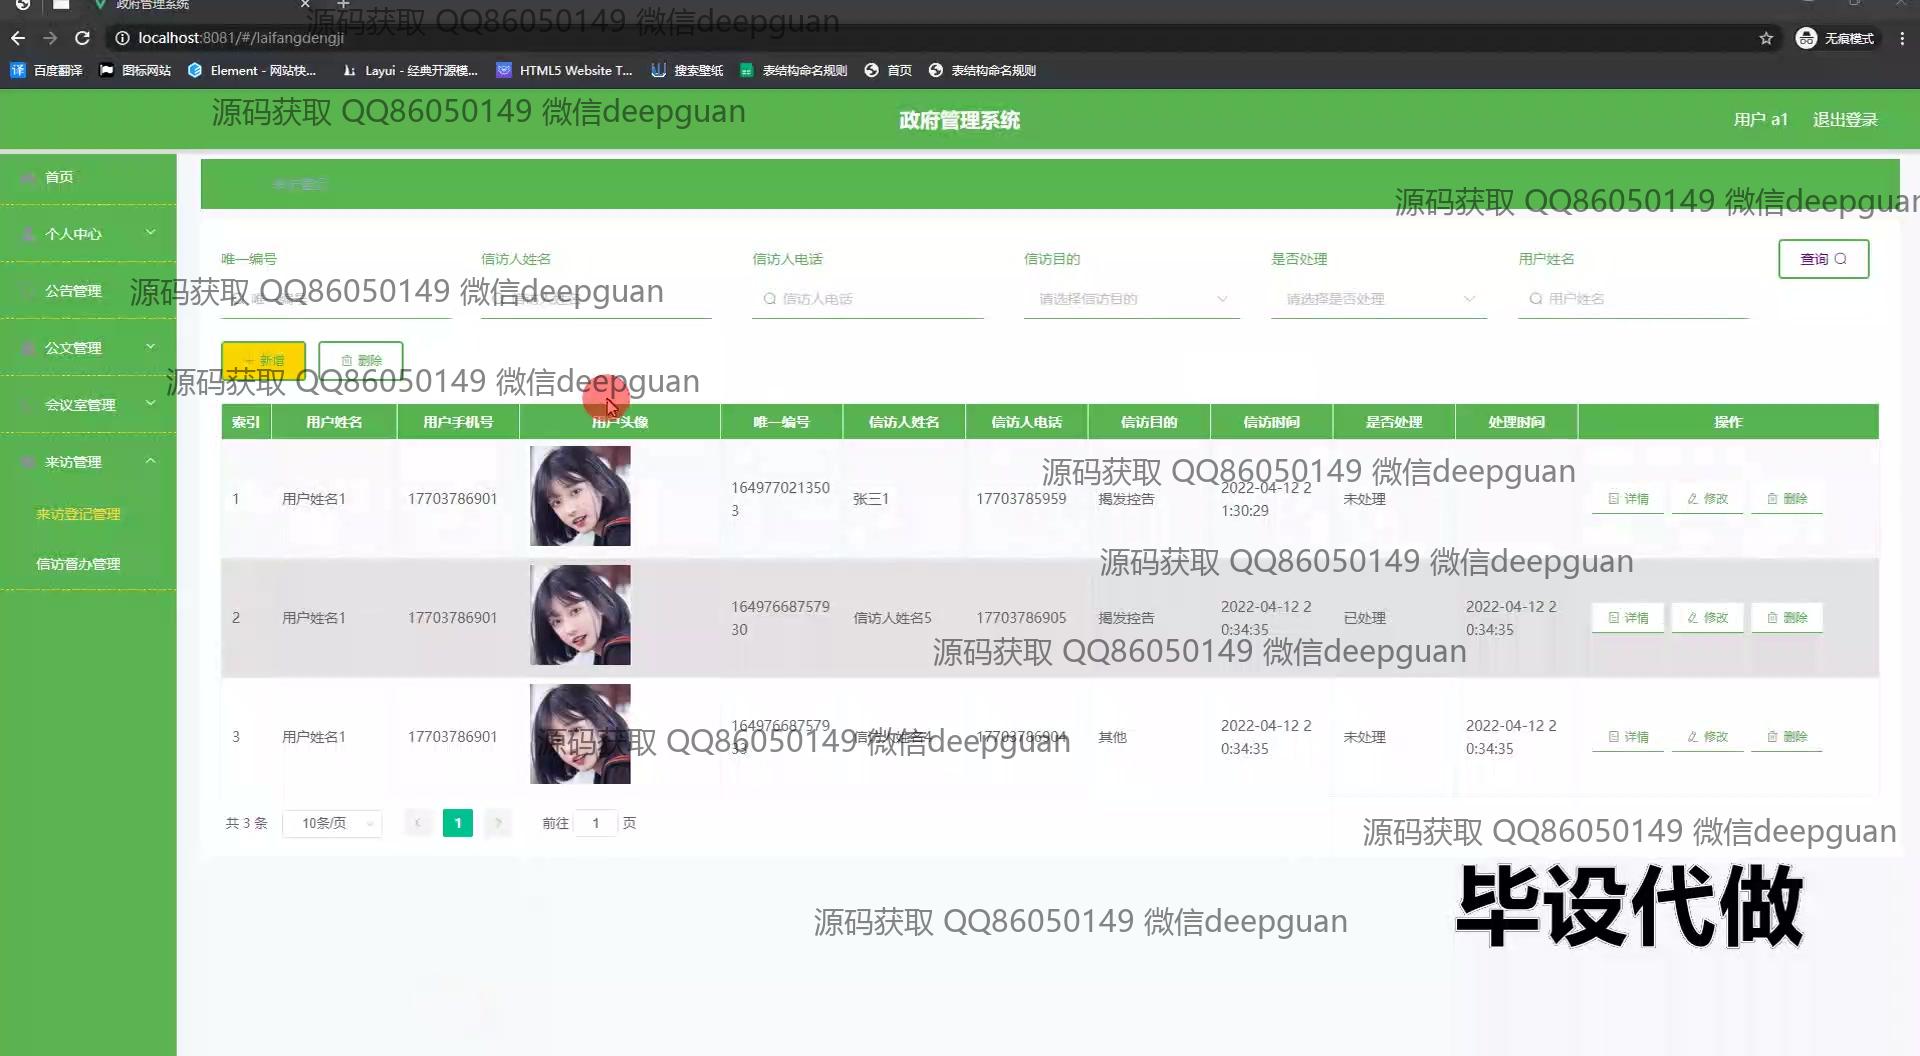 政府管理系统
localhost:8081/#/laifangdengji
无痕模式
百度翻译 图标网站 Element - 网站快... Layui - 经典开源模... HTML5 Website T... 搜索壁纸 表结构命名规则 首页 表结构命名规则
源码获取 QQ86050149 微信deepguan
源码获取 QQ86050149 微信deepguan
政府管理系统
用户 a1 退出登录
首页
个人中心
公告管理
公文管理
会议室管理
来访管理
来访登记管理
信访督办管理
源码获取 QQ86050149 微信deepguan
唯一编号 信访人姓名 信访人电话 信访目的 是否处理 用户姓名 查询
信访人电话 请选择信访目的 请选择是否处理 用户姓名
源码获取 QQ86050149 微信deepguan
新增 删除
源码获取 QQ86050149 微信deepguan
索引 用户姓名 用户手机号 用户头像 唯一编号 信访人姓名 信访人电话 信访目的 信访时间 是否处理 处理时间 操作
源码获取 QQ86050149 微信deepguan
1 用户姓名1 17703786901 1649770213503 张三1 17703785959 揭发控告 2022-04-12 21:30:29 未处理 详情 修改 删除
源码获取 QQ86050149 微信deepguan
2 用户姓名1 17703786901 16497668757930 信访人姓名5 17703786905 揭发控告 2022-04-12 20:34:35 已处理 2022-04-12 20:34:35 详情 修改 删除
源码获取 QQ86050149 微信deepguan
3 用户姓名1 17703786901 164976687579 信访人姓名4 17703786904 其他 2022-04-12 20:34:35 未处理 2022-04-12 20:34:35 详情 修改 删除
源码获取 QQ86050149 微信deepguan
共 3 条 10条/页 1 前往 1 页
源码获取 QQ86050149 微信deepguan
毕设代做
源码获取 QQ86050149 微信deepguan